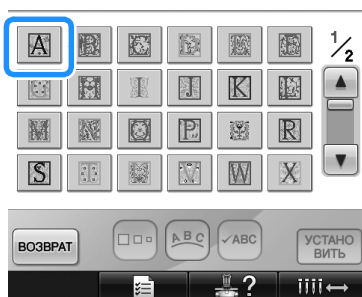 A B C D E F 1/2
G H I J K L
M N O P Q R
S T U V W X
ВОЗВРАТ ABC ✓ABC УСТАНО
ВИТЬ
?